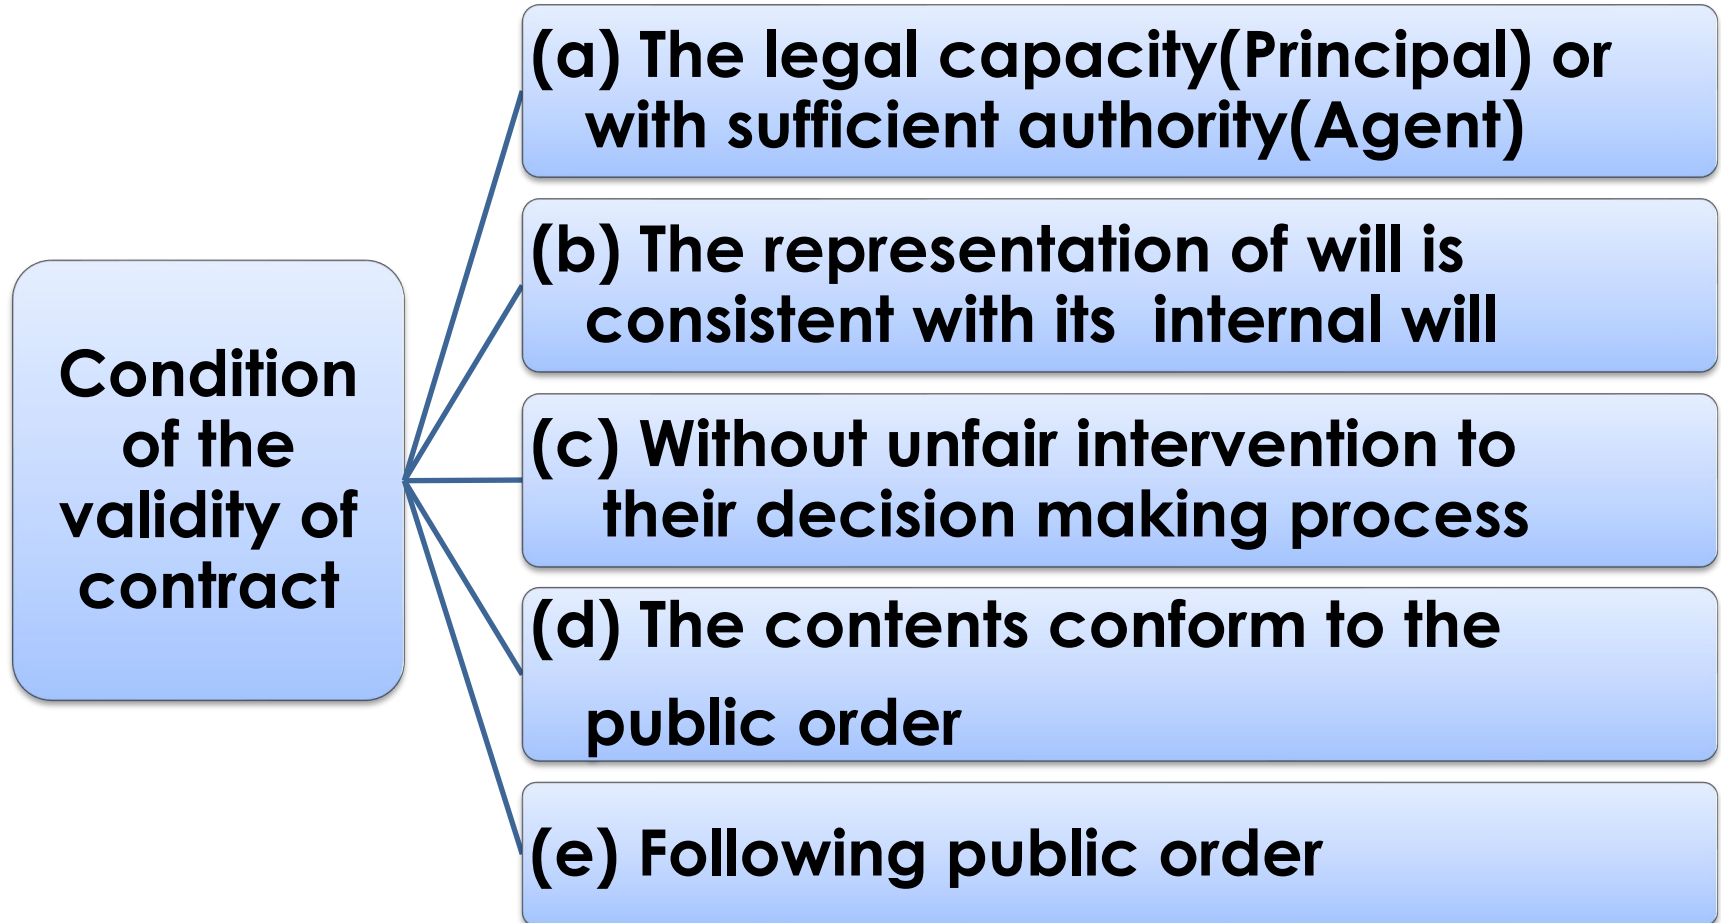 Condition
of the
validity of
contract
(a) The legal capacity(Principal) or
with sufficient authority(Agent)
(b) The representation of will is
consistent with its internal will
(c) Without unfair intervention to
their decision making process
(d) The contents conform to the
public order
(e) Following public order